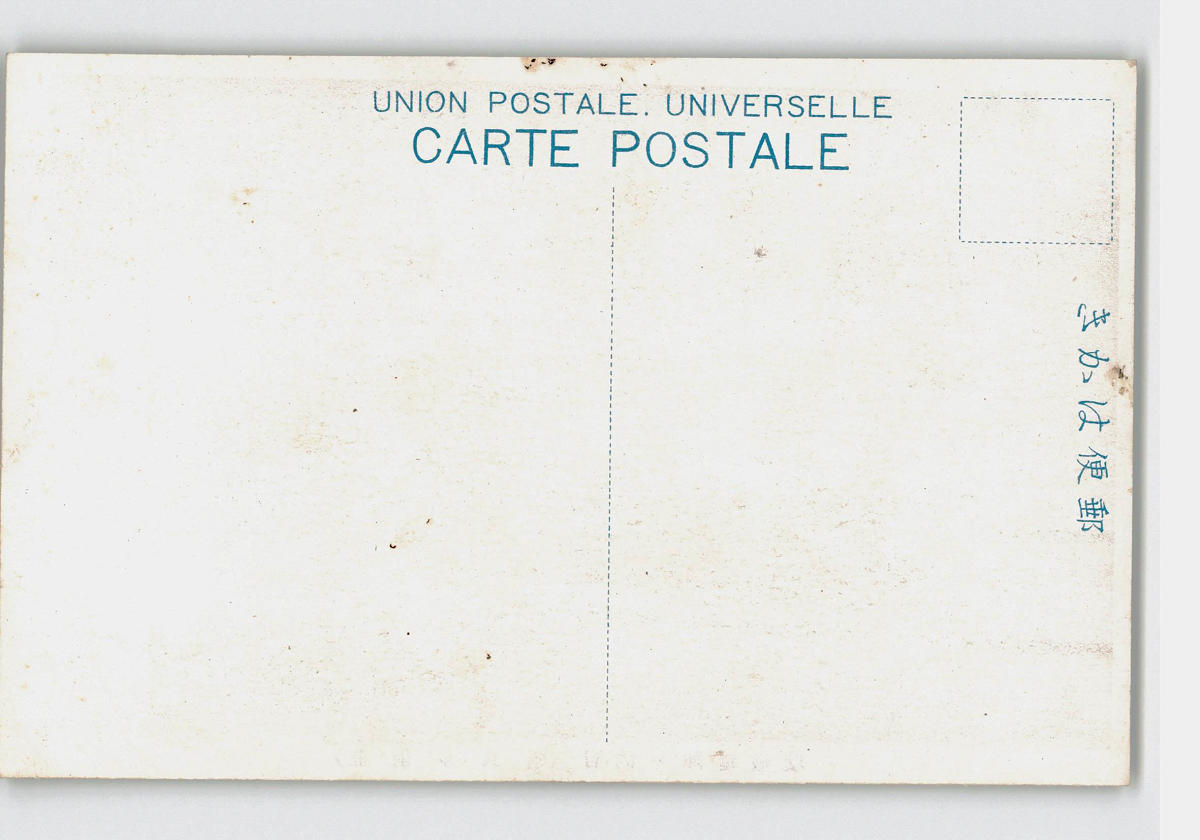 UNION POSTALE. UNIVERSELLE
CARTE POSTALE
きかは便郵